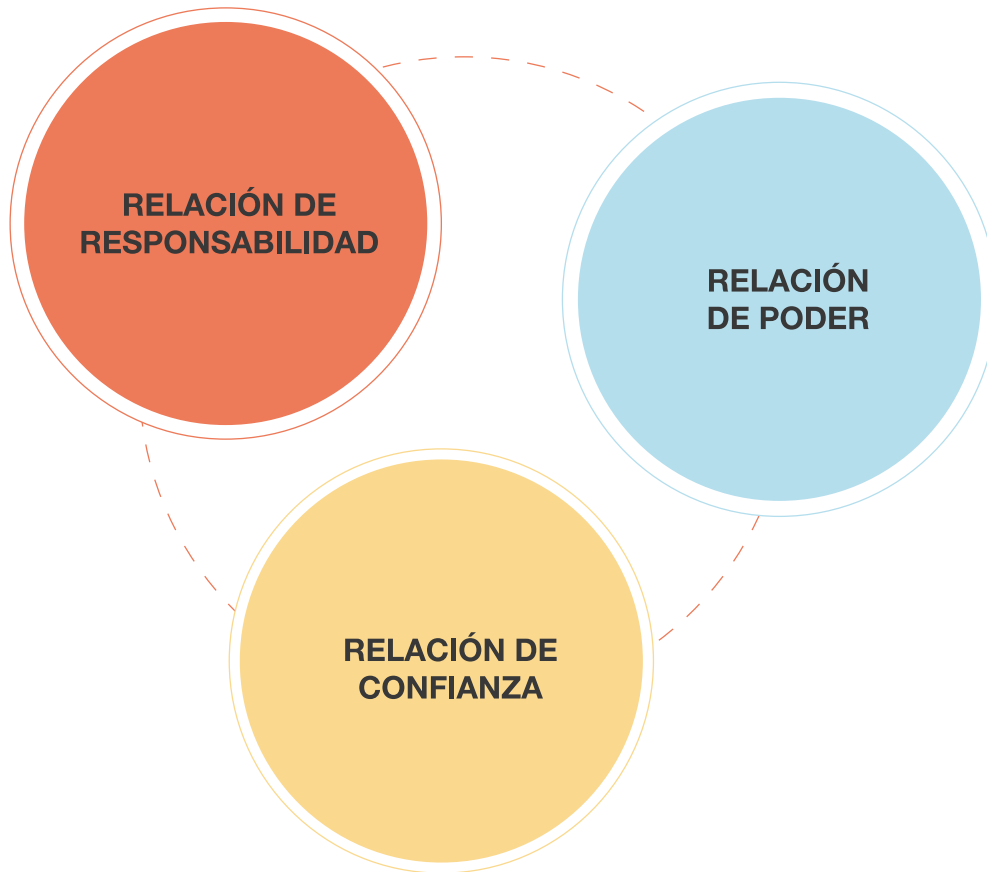 RELACIÓN DE
RESPONSABILIDAD
RELACIÓN
DE PODER
RELACIÓN DE
CONFIANZA